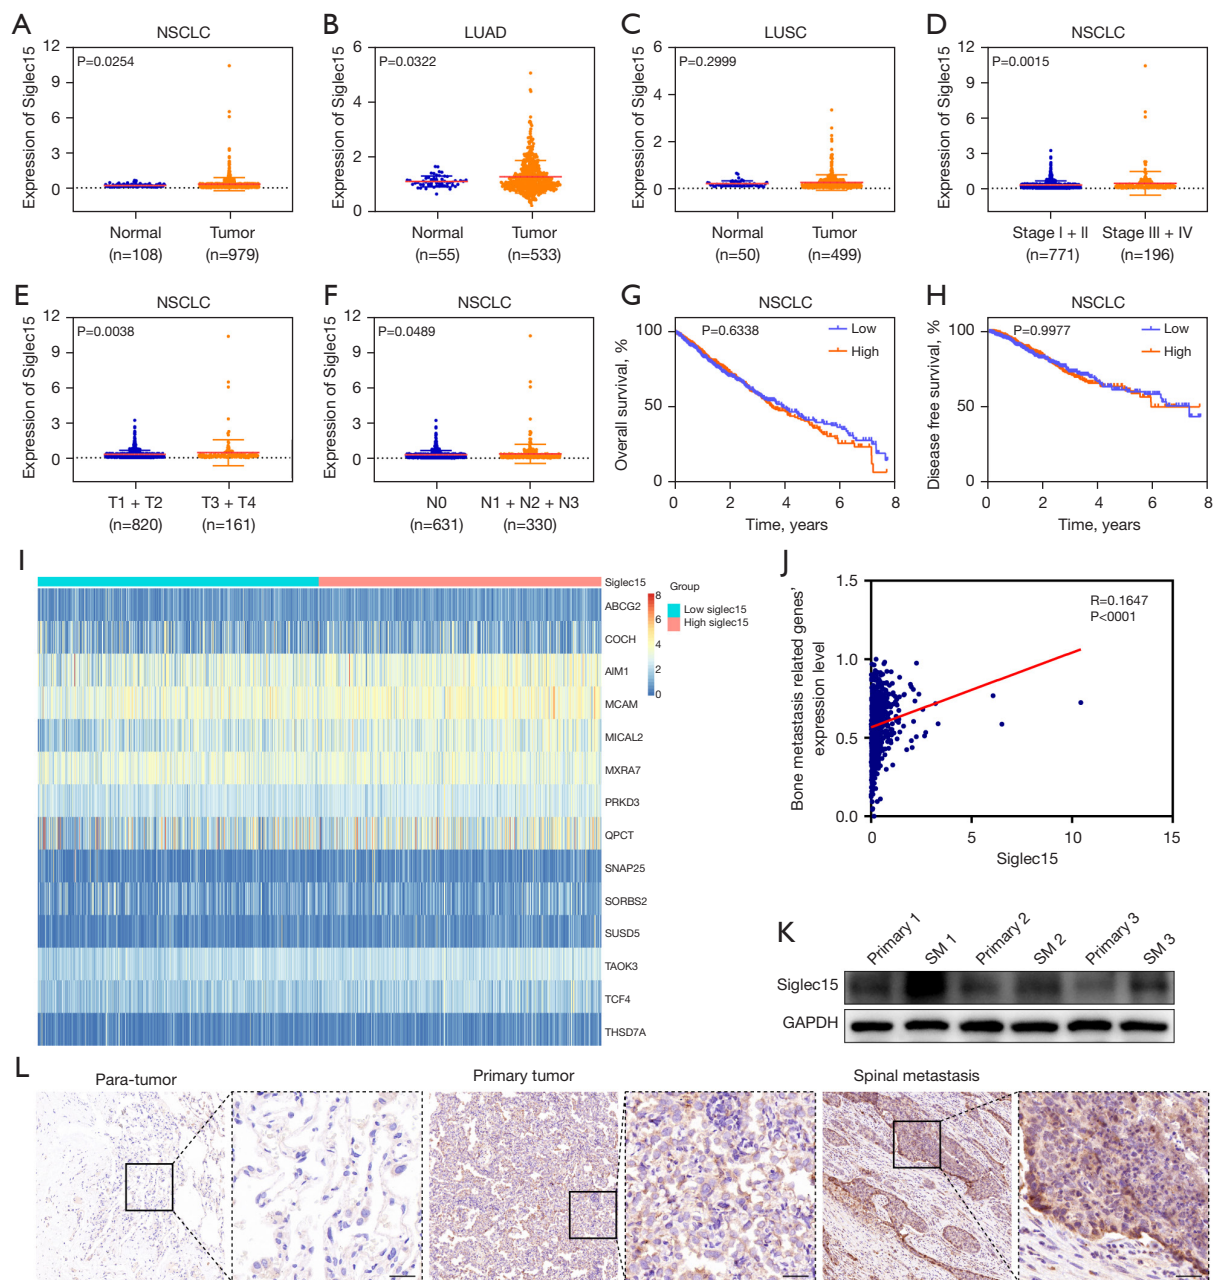 A
NSCLC
Expression of Siglec15
P=0.0254
12
9
6
3
0
Normal
(n=108)
Tumor
(n=979)
B
LUAD
Expression of Siglec15
P=0.0322
6
4
2
0
Normal
(n=55)
Tumor
(n=533)
C
LUSC
Expression of Siglec15
P=0.2999
6
4
2
0
Normal
(n=50)
Tumor
(n=499)
D
NSCLC
Expression of Siglec15
P=0.0015
12
9
6
3
0
Stage I + II
(n=771)
Stage III + IV
(n=196)
E
NSCLC
Expression of Siglec15
P=0.0038
12
9
6
3
0
T1 + T2
(n=820)
T3 + T4
(n=161)
F
NSCLC
Expression of Siglec15
P=0.0489
12
9
6
3
0
N0
(n=631)
N1 + N2 + N3
(n=330)
G
NSCLC
Overall survival, %
P=0.6338
Low
High
100
50
0
0 2 4 6 8
Time, years
H
NSCLC
Disease free survival, %
P=0.9977
Low
High
100
50
0
0 2 4 6 8
Time, years
I
Siglec15
ABCG2
COCH
AIM1
MCAM
MICAL2
MXRA7
PRKD3
QPCT
SNAP25
SORBS2
SUSD5
TAOK3
TCF4
THSD7A
Group
8
6
4
2
0
Low siglec15
High siglec15
J
Bone metastasis related genes'
expression level
R=0.1647
P<0001
1.5
1.0
0.5
0.0
0 5 10 15
Siglec15
K
Primary 1
SM 1
Primary 2
SM 2
Primary 3
SM 3
Siglec15
GAPDH
L
Para-tumor
Primary tumor
Spinal metastasis